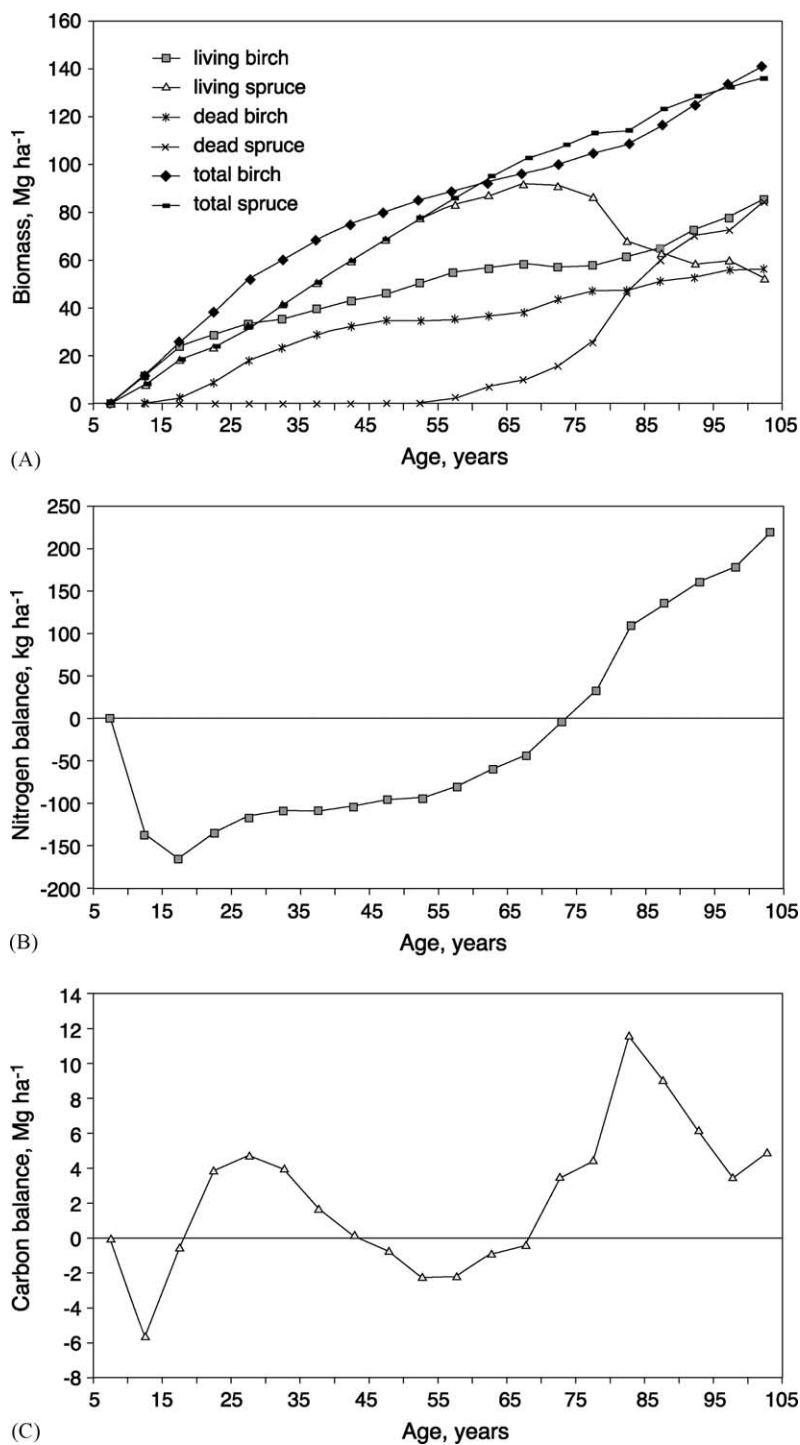 160
140
120
100
80
60
40
20
0
Biomass, Mg ha-1
living birch
living spruce
dead birch
dead spruce
total birch
total spruce
5 15 25 35 45 55 65 75 85 95 105
Age, years
(A)
250
200
150
100
50
0
-50
-100
-150
-200
Nitrogen balance, kg ha-1
5 15 25 35 45 55 65 75 85 95 105
Age, years
(B)
14
12
10
8
6
4
2
0
-2
-4
-6
-8
Carbon balance, Mg ha-1
5 15 25 35 45 55 65 75 85 95 105
Age, years
(C)